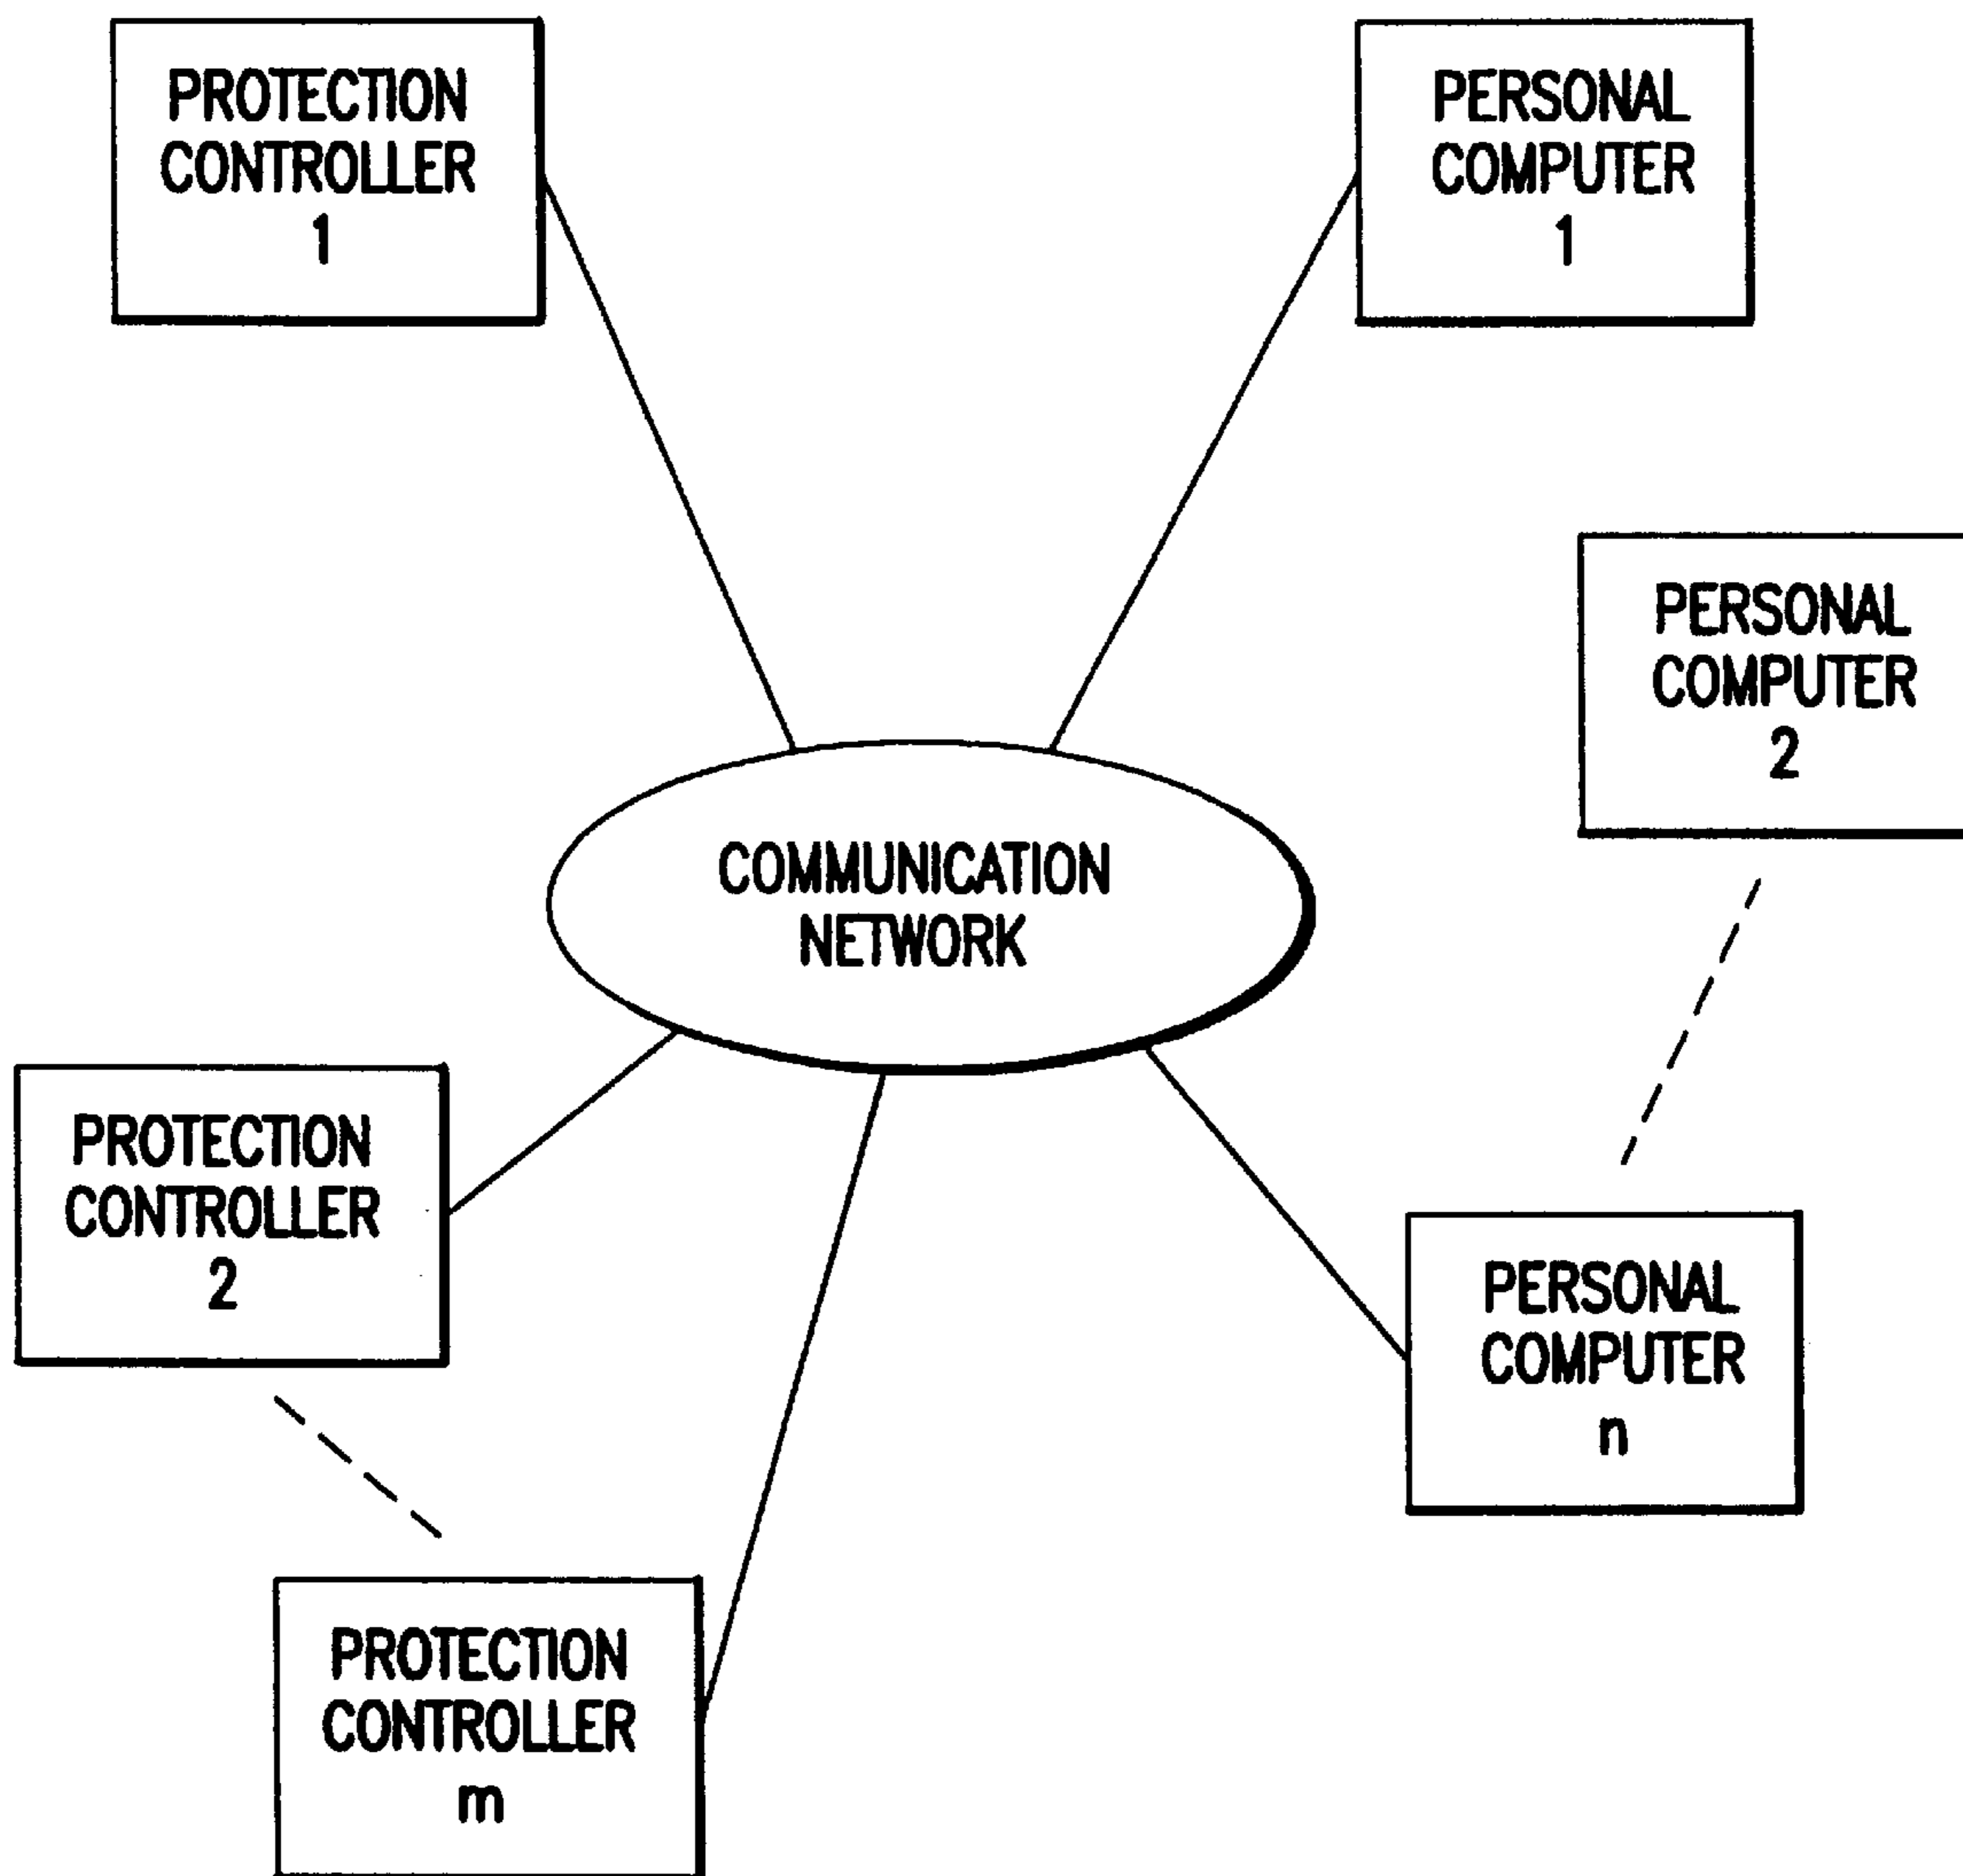 PROTECTION
CONTROLLER
1
PERSONAL
COMPUTER
1
PERSONAL
COMPUTER
2
COMMUNICATION
NETWORK
PROTECTION
CONTROLLER
2
PERSONAL
COMPUTER
n
PROTECTION
CONTROLLER
m